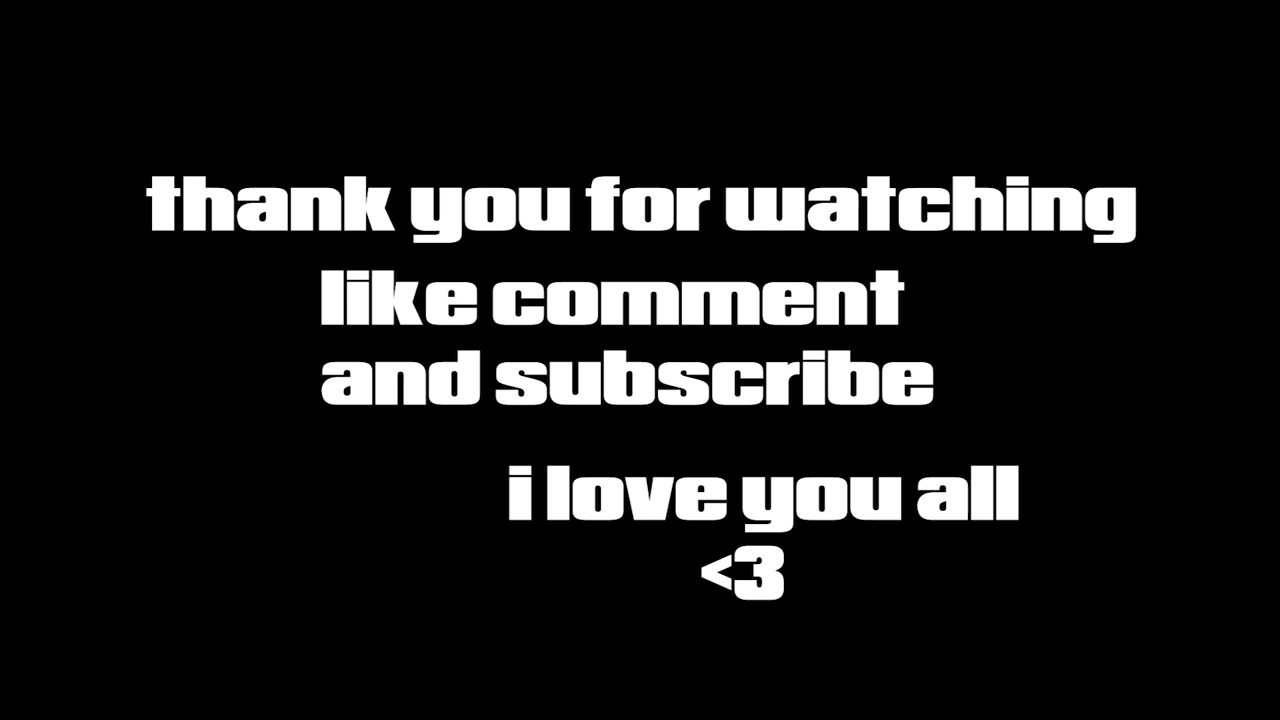 thank you for watching
like comment
and subscribe
i love you all
<3